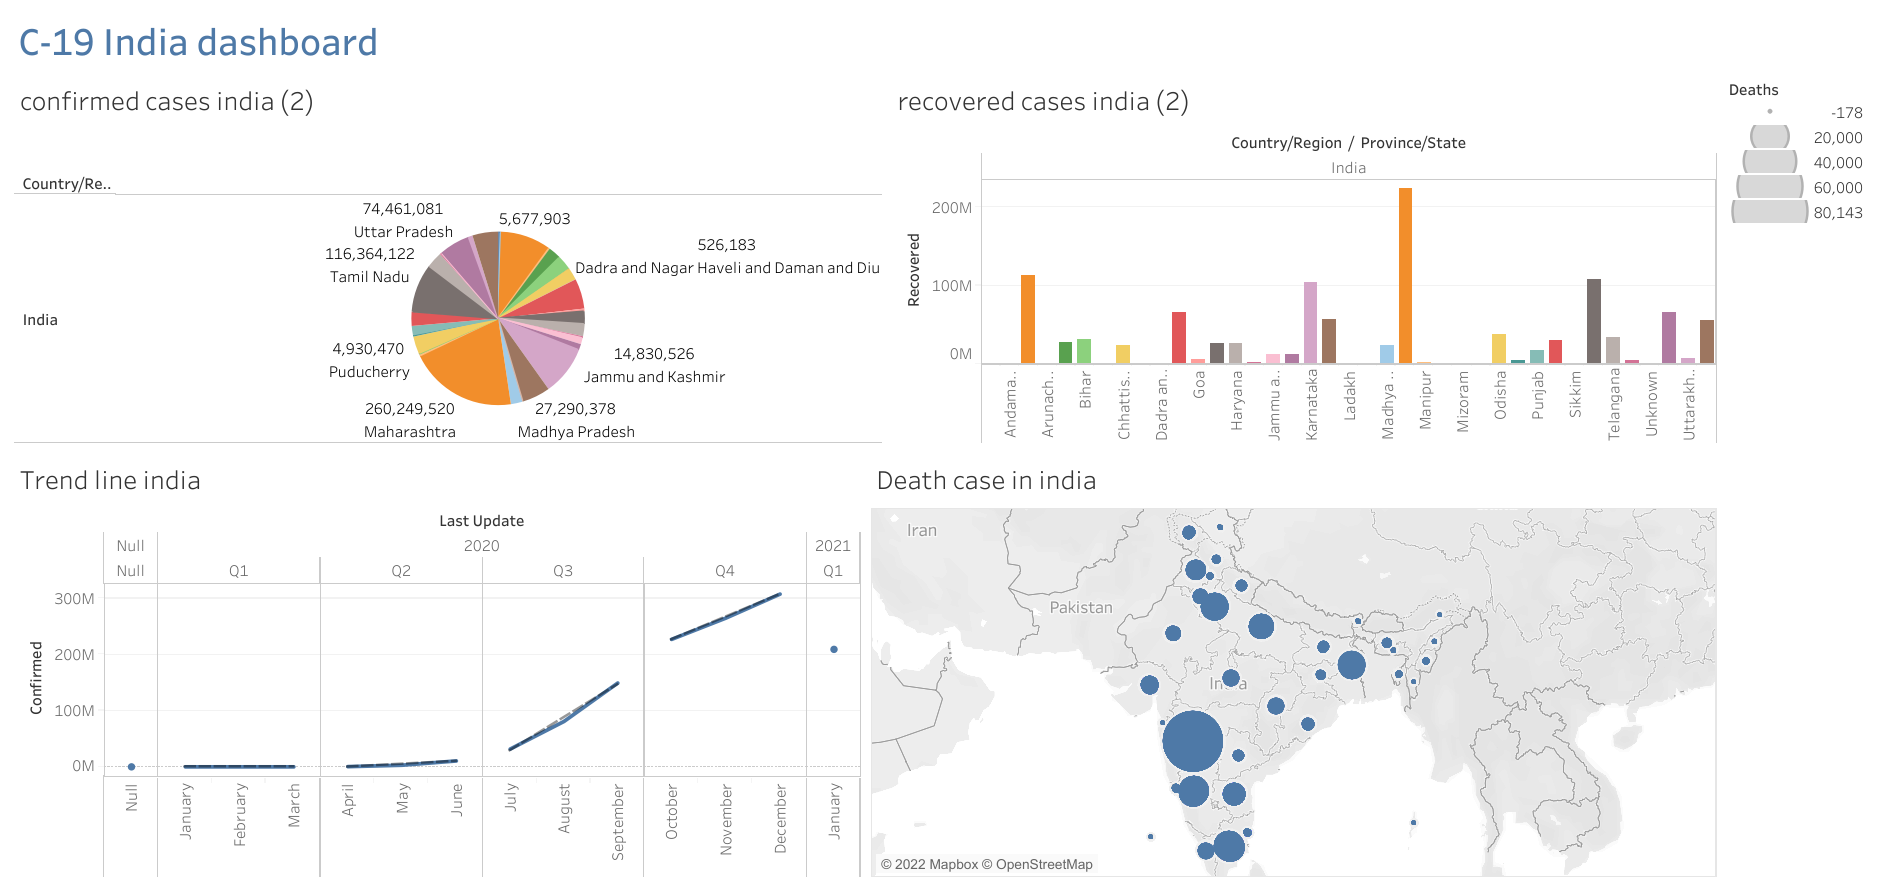 C-19 India dashboard
confirmed cases india (2)
Country/Re..
India
74,461,081
Uttar Pradesh
116,364,122
Tamil Nadu
4,930,470
Puducherry
260,249,520
Maharashtra
5,677,903
526,183
Dadra and Nagar Haveli and Daman and Diu
14,830,526
Jammu and Kashmir
27,290,378
Madhya Pradesh
recovered cases india (2)
Country/Region / Province/State
India
Recovered
200M
100M
0M
Andama..
Arunach..
Bihar
Chhattis..
Dadra an..
Goa
Haryana
Jammu a..
Karnataka
Ladakh
Madhya ..
Manipur
Mizoram
Odisha
Punjab
Sikkim
Telangana
Unknown
Uttarakh..
Deaths
-178
20,000
40,000
60,000
80,143
Trend line india
Last Update
Null 2020 2021
Null Q1 Q2 Q3 Q4 Q1
Confirmed
300M
200M
100M
0M
Null
January
February
March
April
May
June
July
August
September
October
November
December
January
Death case in india
Iran
Pakistan
India
© 2022 Mapbox © OpenStreetMap